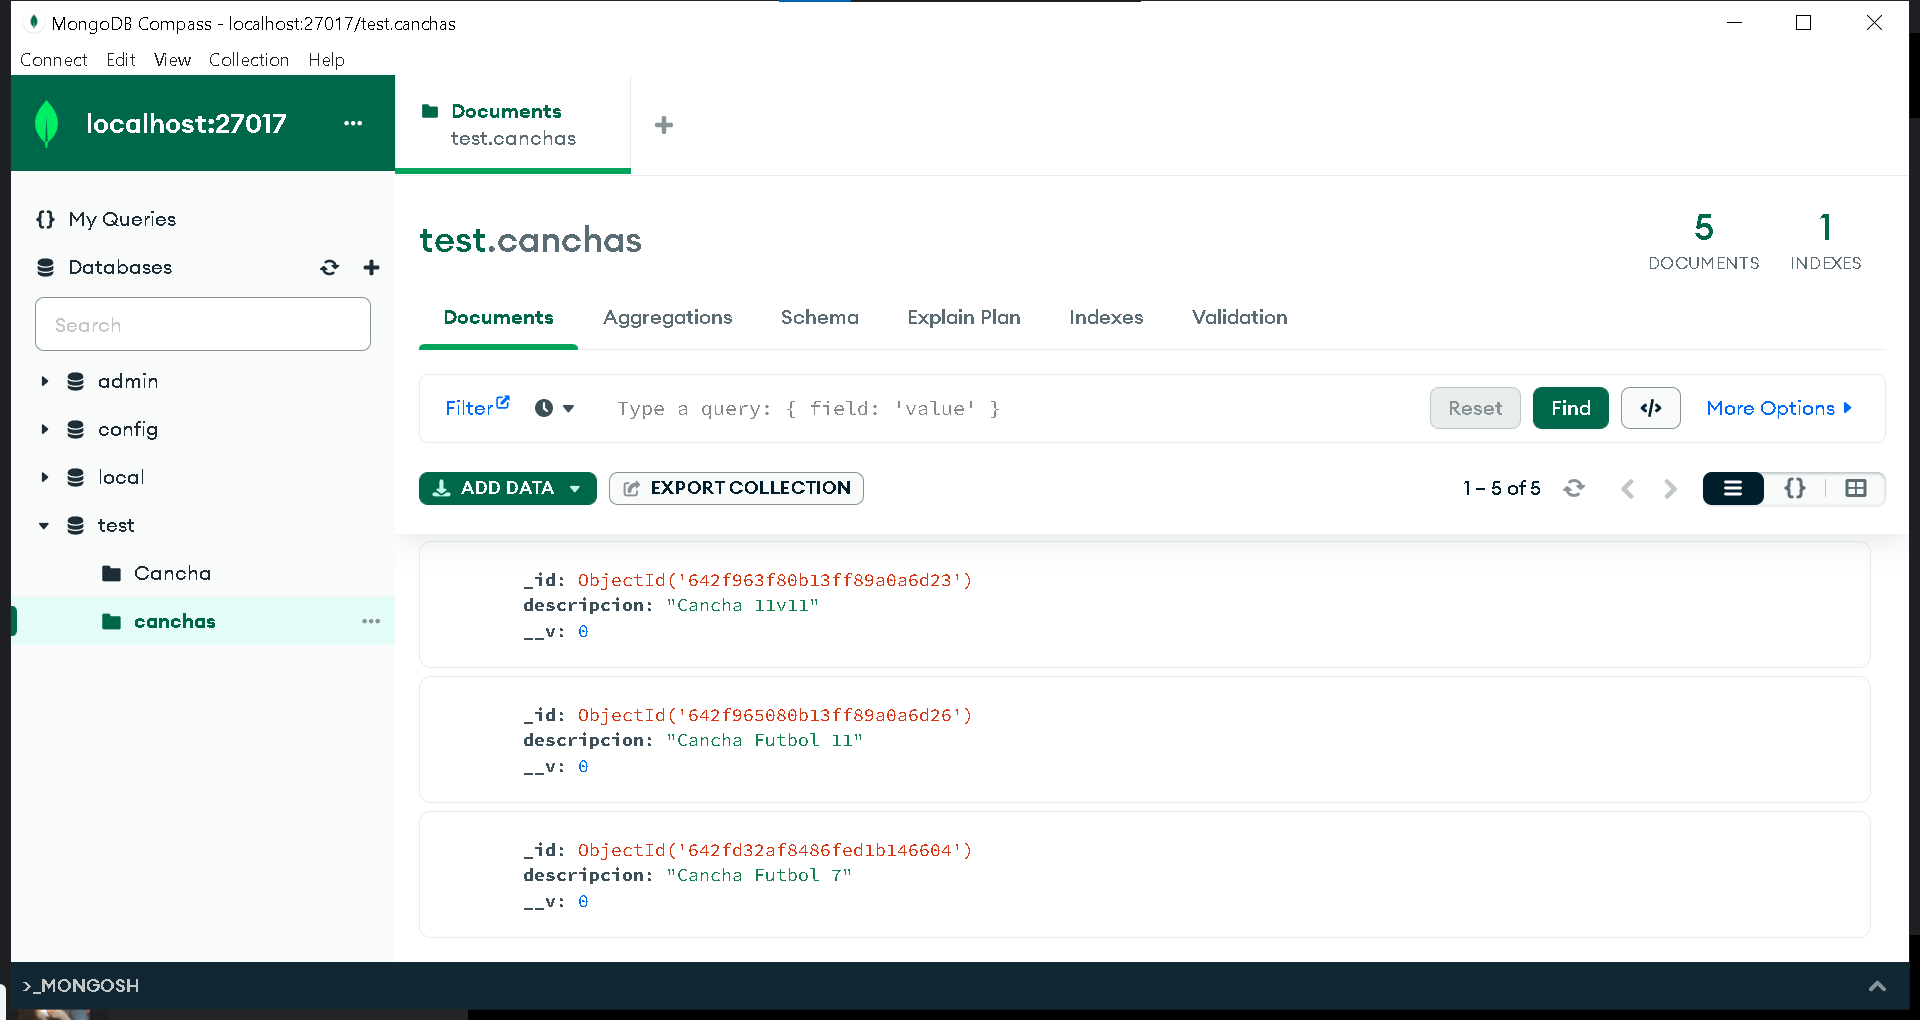 MongoDB Compass - localhost:27017/test.canchas
Connect Edit View Collection Help
localhost:27017 •••
Documents
test.canchas
My Queries
Databases
Search
admin
config
local
test
Cancha
canchas
test.canchas
5
DOCUMENTS
1
INDEXES
Documents Aggregations Schema Explain Plan Indexes Validation
Filter Type a query: { field: 'value' } Reset Find </> More Options
ADD DATA EXPORT COLLECTION 1 – 5 of 5 {}
_id: ObjectId('642f963f80b13ff89a0a6d23')
descripcion: "Cancha 11v11"
__v: 0
_id: ObjectId('642f965080b13ff89a0a6d26')
descripcion: "Cancha Futbol 11"
__v: 0
_id: ObjectId('642fd32af8486fed1b146604')
descripcion: "Cancha Futbol 7"
__v: 0
>_MONGOSH